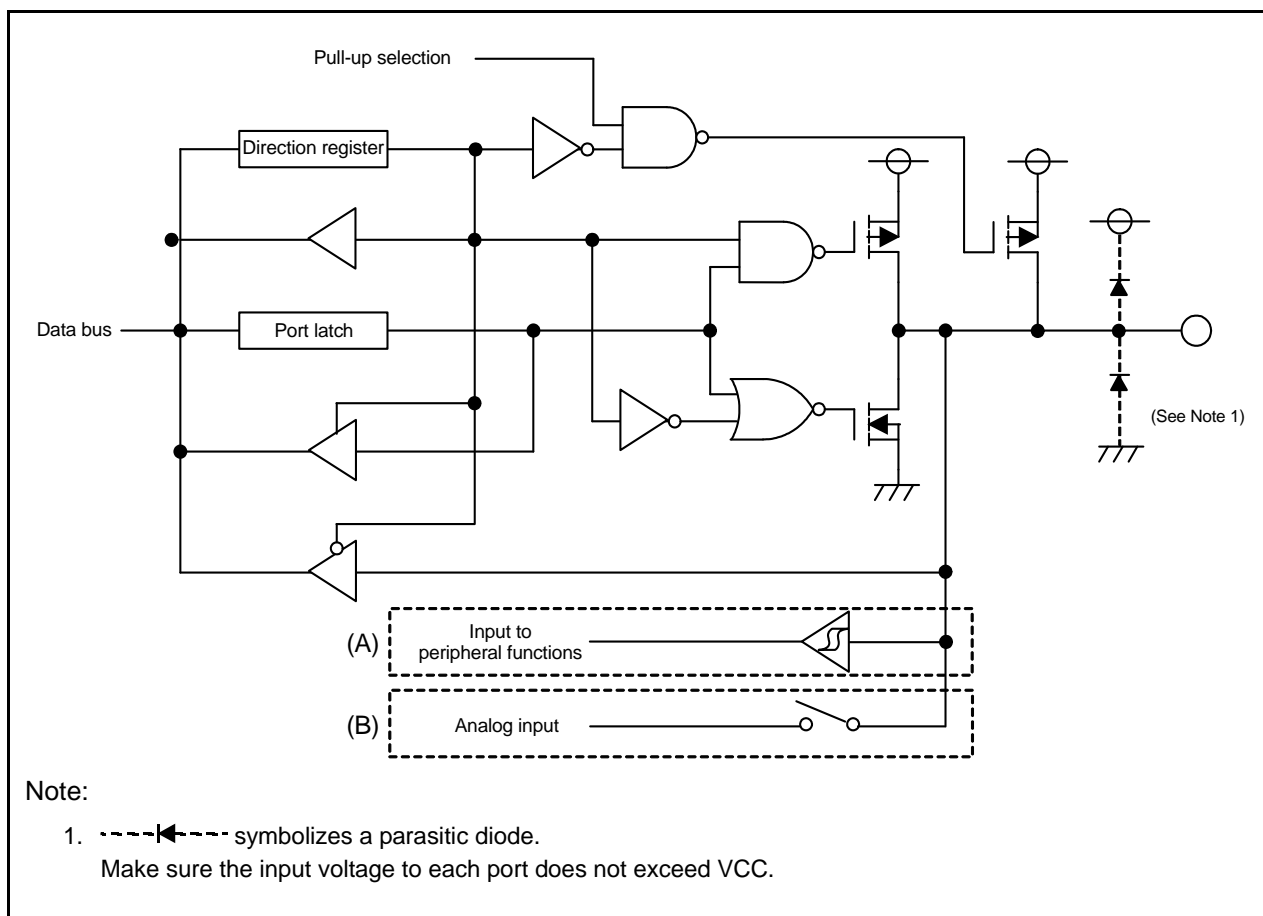 Pull-up selection
Direction register
Data bus
Port latch
(See Note 1)
(A)
Input to
peripheral functions
(B)
Analog input
Note:
1. symbolizes a parasitic diode.
Make sure the input voltage to each port does not exceed VCC.